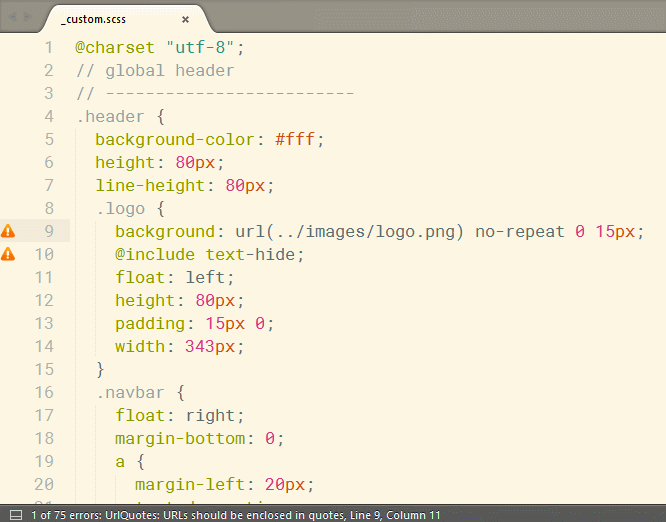 _custom.scss ×
1 @charset "utf-8";
2 // global header
3 // -------------------------
4 .header {
5 background-color: #fff;
6 height: 80px;
7 line-height: 80px;
8 .logo {
9 background: url(../images/logo.png) no-repeat 0 15px;
10 @include text-hide;
11 float: left;
12 height: 80px;
13 padding: 15px 0;
14 width: 343px;
15 }
16 .navbar {
17 float: right;
18 margin-bottom: 0;
19 a {
20 margin-left: 20px;
1 of 75 errors: UrlQuotes: URLs should be enclosed in quotes, Line 9, Column 11